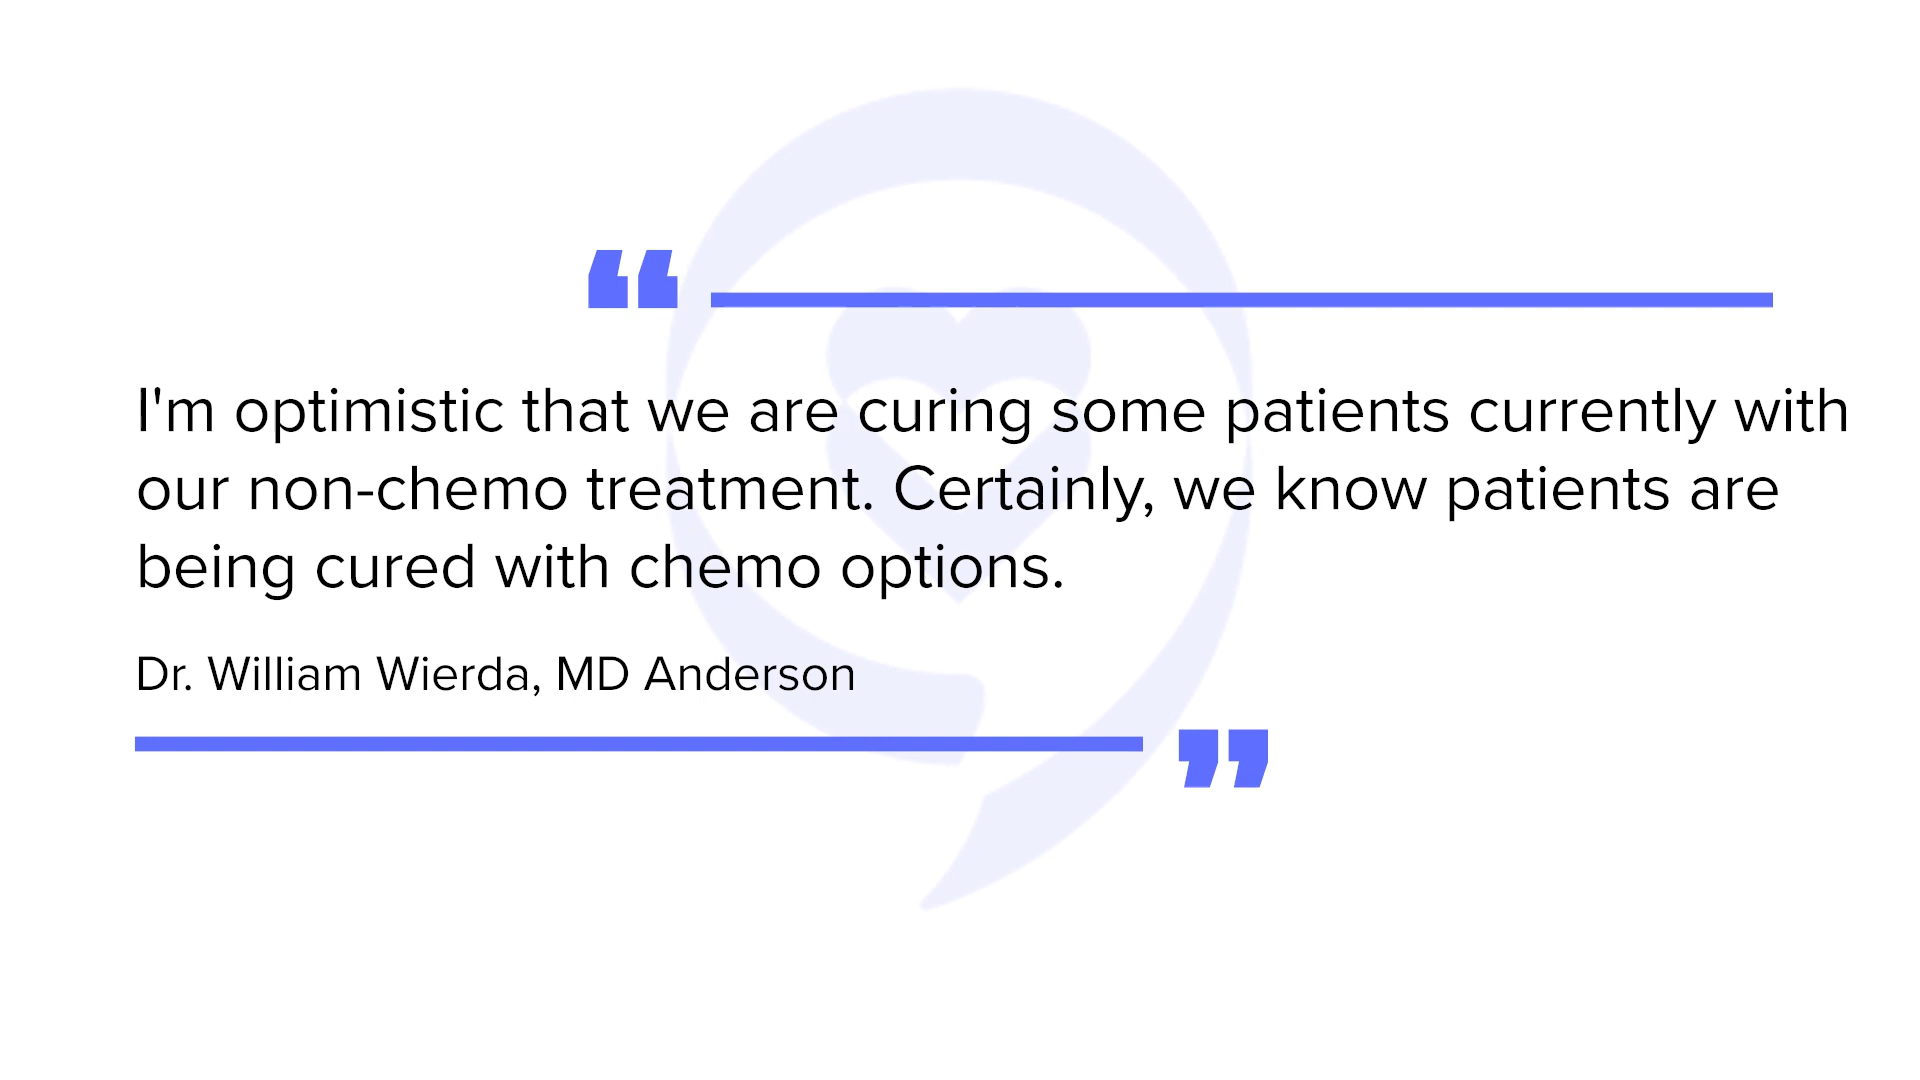 “
I'm optimistic that we are curing some patients currently with
our non-chemo treatment. Certainly, we know patients are
being cured with chemo options.
Dr. William Wierda, MD Anderson
”